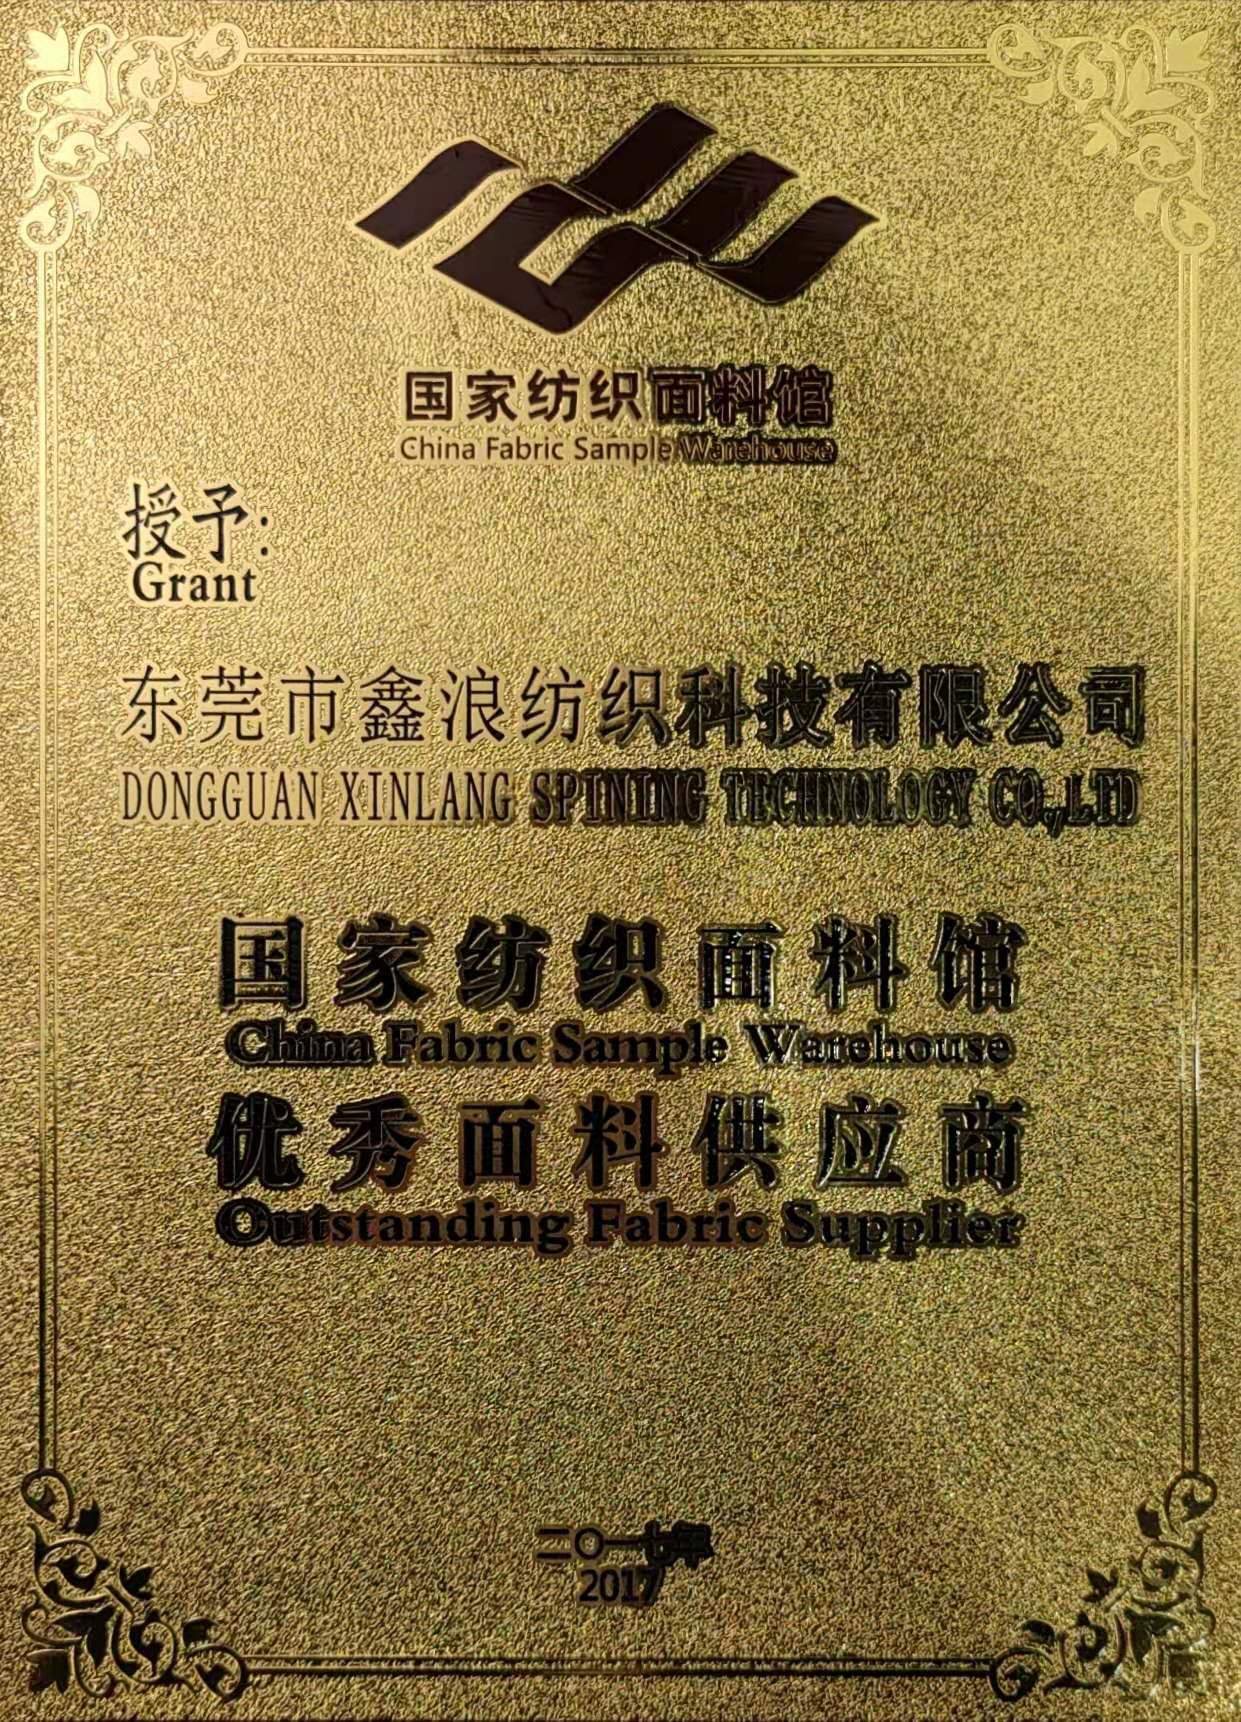 国家纺织面料馆
China Fabric Sample Warehouse
授予:
Grant
东莞市鑫浪纺织科技有限公司
DONGGUAN XINLANG SPINING TECHNOLOGY CO.,LTD
国家纺织面料馆
China Fabric Sample Warehouse
优秀面料供应商
Outstanding Fabric Supplier
二〇一七年
2017